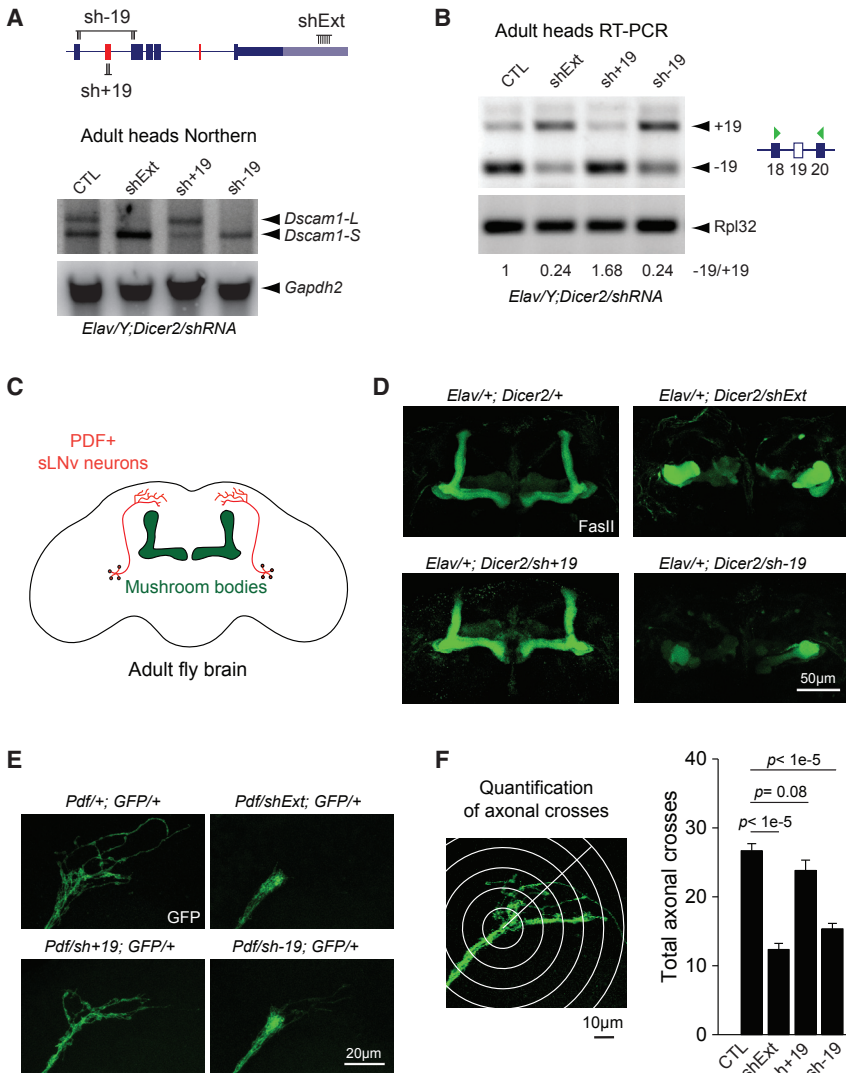 A
sh-19
shExt
sh+19
Adult heads Northern
CTL
shExt
sh+19
sh-19
Dscam1-L
Dscam1-S
Gapdh2
Elav/Y;Dicer2/shRNA
B
Adult heads RT-PCR
CTL
shExt
sh+19
sh-19
+19
-19
18 19 20
Rpl32
1 0.24 1.68 0.24 -19/+19
Elav/Y;Dicer2/shRNA
C
PDF+
sLNv neurons
Mushroom bodies
Adult fly brain
D
Elav/+; Dicer2/+
Elav/+; Dicer2/shExt
FasII
Elav/+; Dicer2/sh+19
Elav/+; Dicer2/sh-19
50µm
E
Pdf/+; GFP/+
Pdf/shExt; GFP/+
GFP
Pdf/sh+19; GFP/+
Pdf/sh-19; GFP/+
20µm
F
Quantification
of axonal crosses
10µm
Total axonal crosses
40
30
20
10
0
p< 1e-5
p= 0.08
p< 1e-5
CTL
shExt
sh+19
sh-19